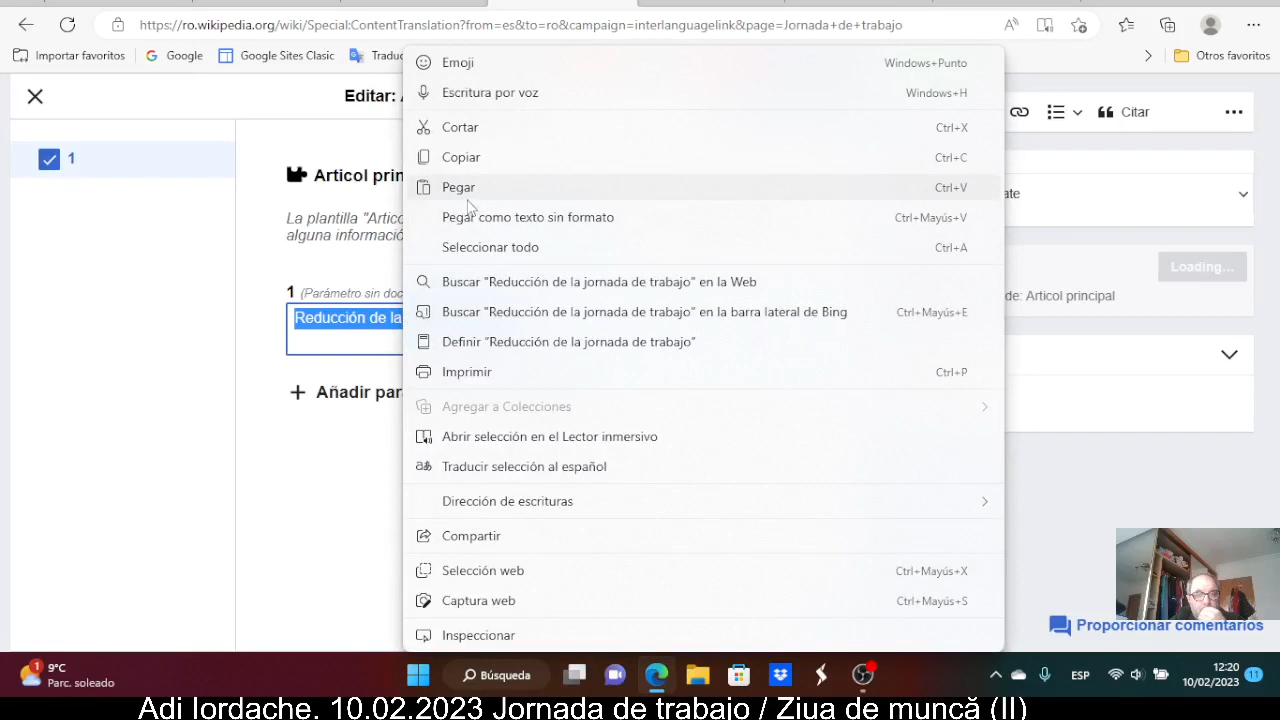 https://ro.wikipedia.org/wiki/Special:ContentTranslation?from=es&to=ro&campaign=interlanguagelink&page=Jornada+de+trabajo
Importar favoritos
Google
Google Sites Clasic
Traduc
Otros favoritos
Editar:
Citar
1
Articol prin
La plantilla "Artic
alguna informació
1 (Parámetro sin doc
Reducción de la
Añadir para
Emoji Windows+Punto
Escritura por voz Windows+H
Cortar Ctrl+X
Copiar Ctrl+C
Pegar Ctrl+V
Pegar como texto sin formato Ctrl+Mayús+V
Seleccionar todo Ctrl+A
Buscar "Reducción de la jornada de trabajo" en la Web
Buscar "Reducción de la jornada de trabajo" en la barra lateral de Bing Ctrl+Mayús+E
Definir "Reducción de la jornada de trabajo"
Imprimir Ctrl+P
Agregar a Colecciones
Abrir selección en el Lector inmersivo
Traducir selección al español
Dirección de escrituras
Compartir
Selección web Ctrl+Mayús+X
Captura web Ctrl+Mayús+S
Inspeccionar
ate
Loading...
de: Articol principal
Proporcionar comentarios
1
9°C
Parc. soleado
Búsqueda
ESP
12:20
10/02/2023
11
Adi Iordache. 10.02.2023 Jornada de trabajo / Ziua de muncă (II)